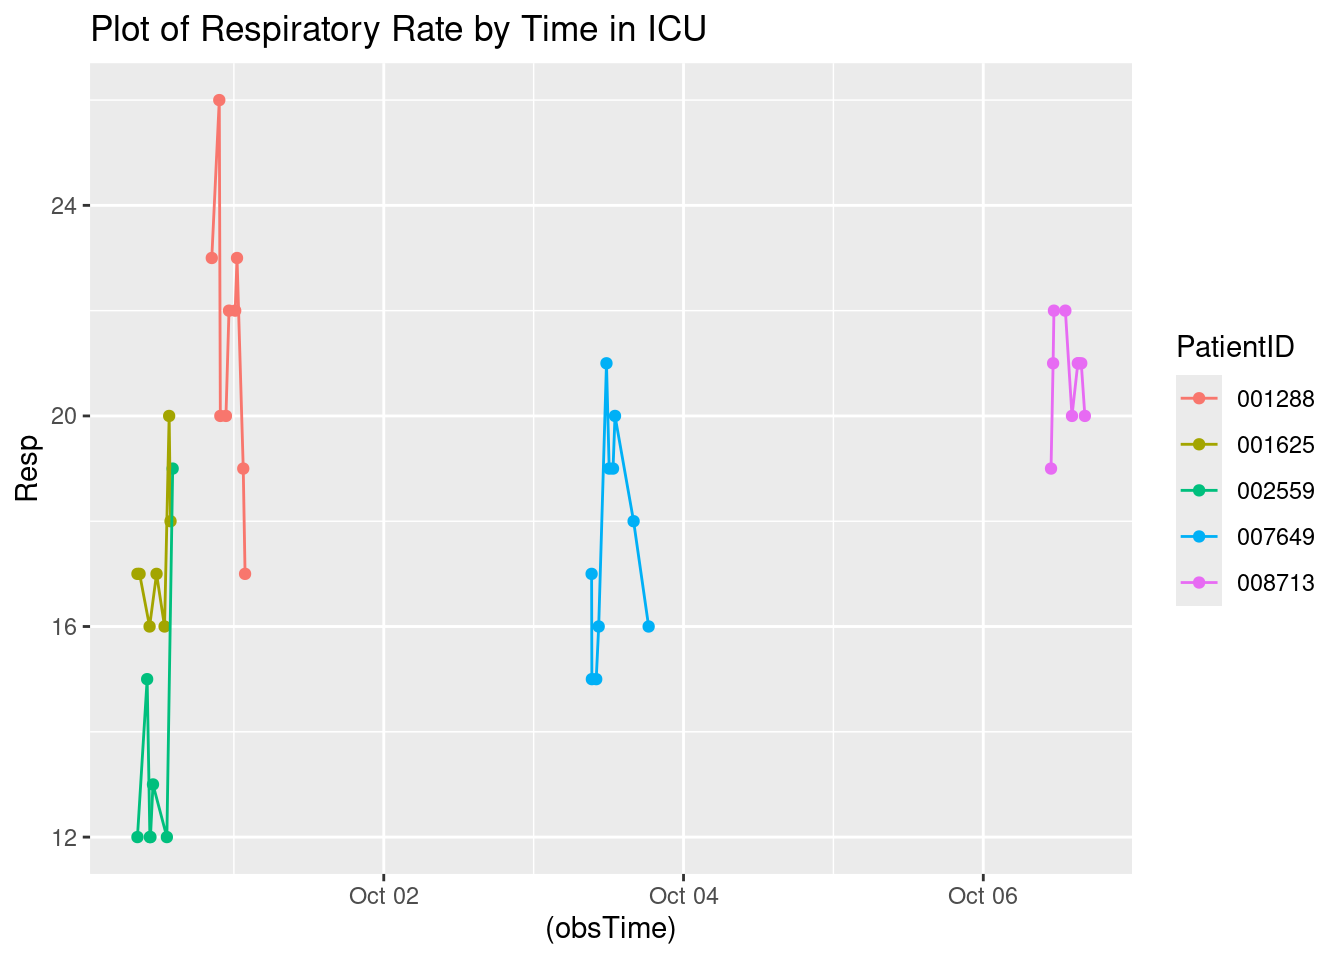 Plot of Respiratory Rate by Time in ICU
24
20
16
12
Resp
Oct 02
Oct 04
Oct 06
(obsTime)
PatientID
001288
001625
002559
007649
008713